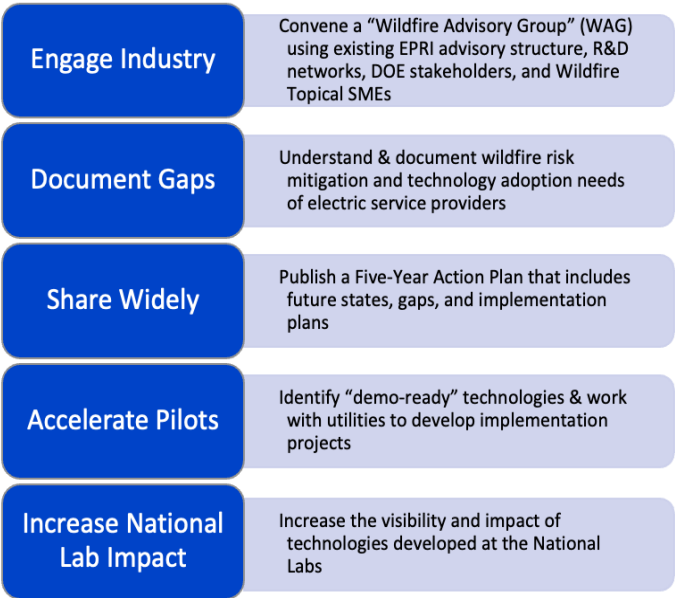 Engage Industry
Convene a “Wildfire Advisory Group” (WAG)
using existing EPRI advisory structure, R&D
networks, DOE stakeholders, and Wildfire
Topical SMEs
Document Gaps
Understand & document wildfire risk
mitigation and technology adoption needs
of electric service providers
Share Widely
Publish a Five-Year Action Plan that includes
future states, gaps, and implementation
plans
Accelerate Pilots
Identify “demo-ready” technologies & work
with utilities to develop implementation
projects
Increase National
Lab Impact
Increase the visibility and impact of
technologies developed at the National
Labs